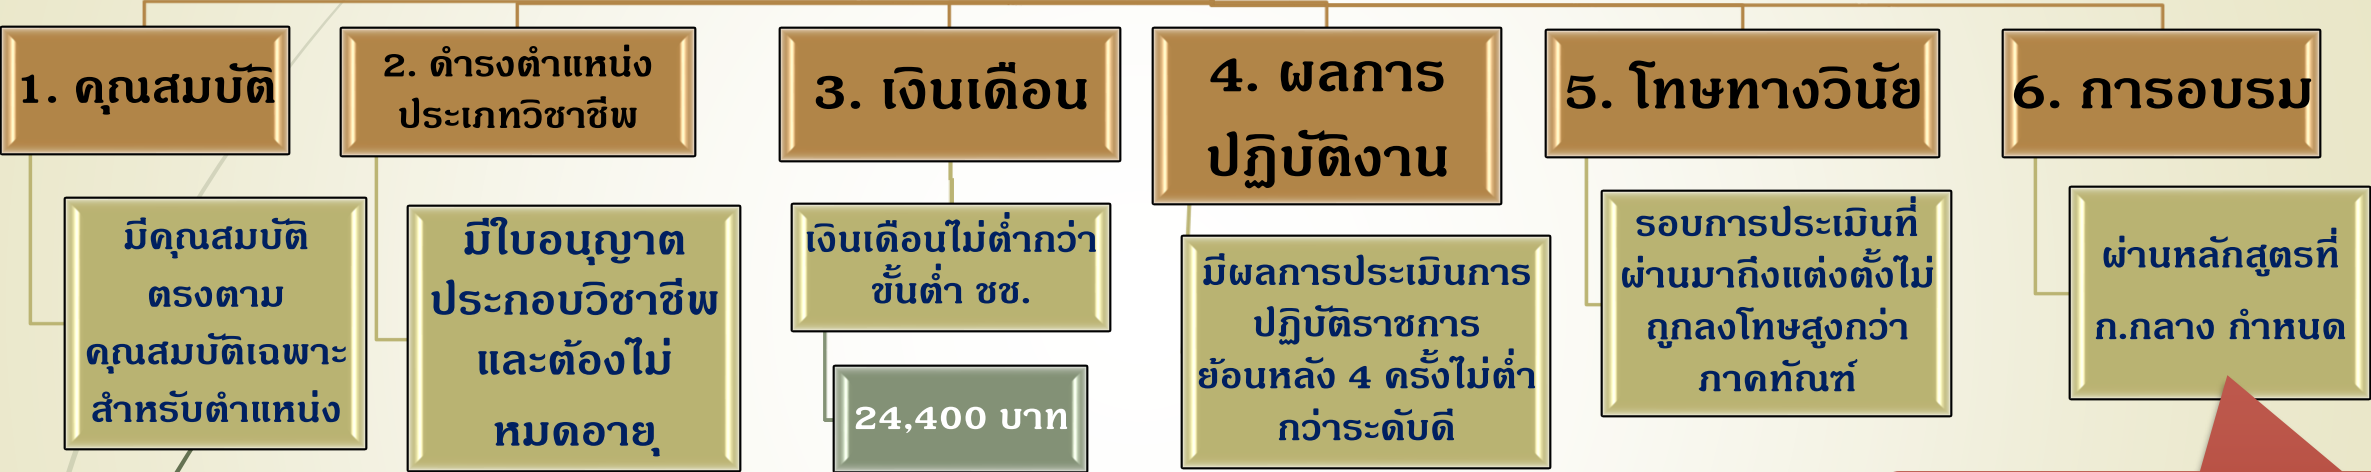 1. คุณสมบัติ
มีคุณสมบัติ
ตรงตาม
คุณสมบัติเฉพาะ
สำหรับตำแหน่ง
2. ดำรงตำแหน่ง
ประเภทวิชาชีพ
มีใบอนุญาต
ประกอบวิชาชีพ
และต้องไม่
หมดอายุ
3. เงินเดือน
เงินเดือนไม่ต่ำกว่า
ขั้นต่ำ ชช.
24,400 บาท
4. ผลการ
ปฏิบัติงาน
มีผลการประเมินการ
ปฏิบัติราชการ
ย้อนหลัง 4 ครั้งไม่ต่ำ
กว่าระดับดี
5. โทษทางวินัย
รอบการประเมินที่
ผ่านมาถึงแต่งตั้งไม่
ถูกลงโทษสูงกว่า
ภาคทัณฑ์
6. การอบรม
ผ่านหลักสูตรที่
ก.กลาง กำหนด